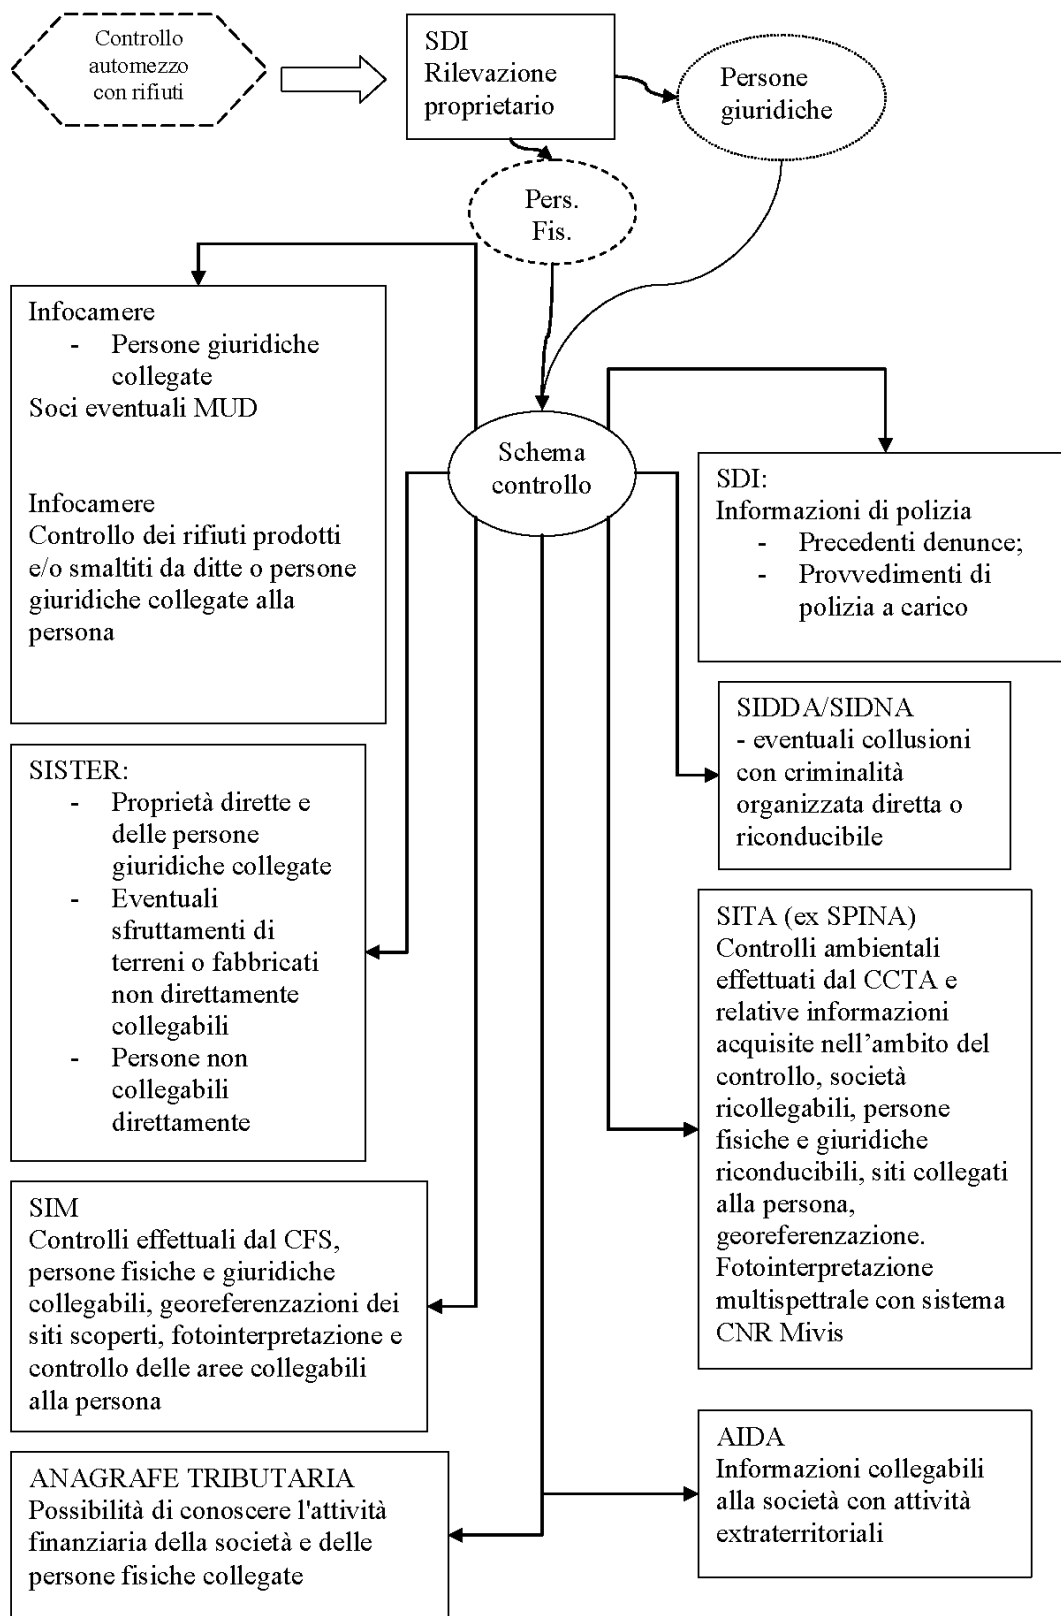 Controllo
automezzo
con rifiuti
SDI
Rilevazione
proprietario
Persone
giuridiche
Pers.
Fis.
Infocamere
- Persone giuridiche
collegate
Soci eventuali MUD
Infocamere
Controllo dei rifiuti prodotti
e/o smaltiti da ditte o persone
giuridiche collegate alla
persona
Schema
controllo
SDI:
Informazioni di polizia
- Precedenti denunce;
- Provvedimenti di
polizia a carico
SIDDA/SIDNA
- eventuali collusioni
con criminalità
organizzata diretta o
riconducibile
SISTER:
- Proprietà dirette e
delle persone
giuridiche collegate
- Eventuali
sfruttamenti di
terreni o fabbricati
non direttamente
collegabili
- Persone non
collegabili
direttamente
SITA (ex SPINA)
Controlli ambientali
effettuati dal CCTA e
relative informazioni
acquisite nell'ambito del
controllo, società
ricollegabili, persone
fisiche e giuridiche
riconducibili, siti collegati
alla persona,
georeferenzazione.
Fotointerpretazione
multispettrale con sistema
CNR Mivis
SIM
Controlli effettuali dal CFS,
persone fisiche e giuridiche
collegabili, georeferenzazioni dei
siti scoperti, fotointerpretazione e
controllo delle aree collegabili
alla persona
AIDA
Informazioni collegabili
alla società con attività
extraterritoriali
ANAGRAFE TRIBUTARIA
Possibilità di conoscere l'attività
finanziaria della società e delle
persone fisiche collegate